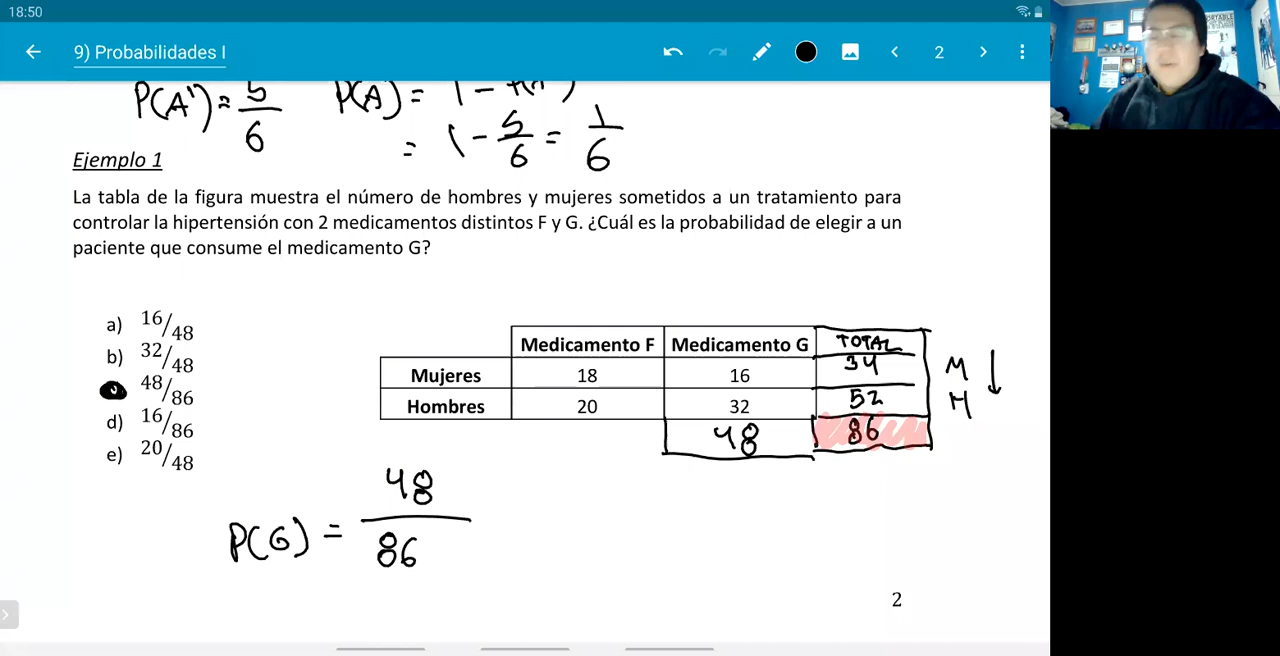 18:50
9) Probabilidades I
2
P(A') = 5/6 P(A) = 1 -
= 1 - 5/6 = 1/6
Ejemplo 1
La tabla de la figura muestra el número de hombres y mujeres sometidos a un tratamiento para
controlar la hipertensión con 2 medicamentos distintos F y G. ¿Cuál es la probabilidad de elegir a un
paciente que consume el medicamento G?
a) 16/48
b) 32/48
48/86
d) 16/86
e) 20/48
Medicamento F Medicamento G TOTAL
Mujeres 18 16 34 M
Hombres 20 32 52 H
48 86
P(G) = 48/86
2